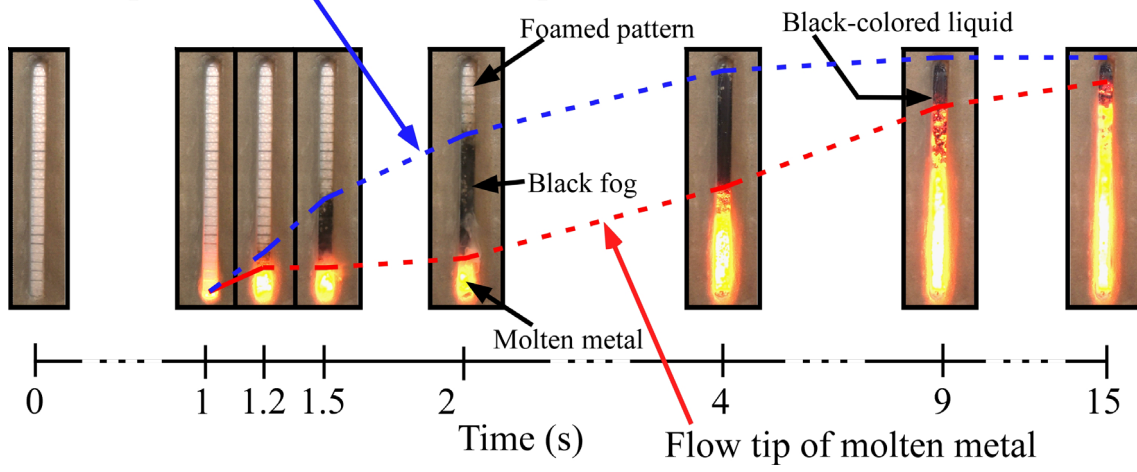 Foamed pattern
Black-colored liquid
Black fog
Molten metal
0 1 1.2 1.5 2 4 9 15
Time (s)
Flow tip of molten metal